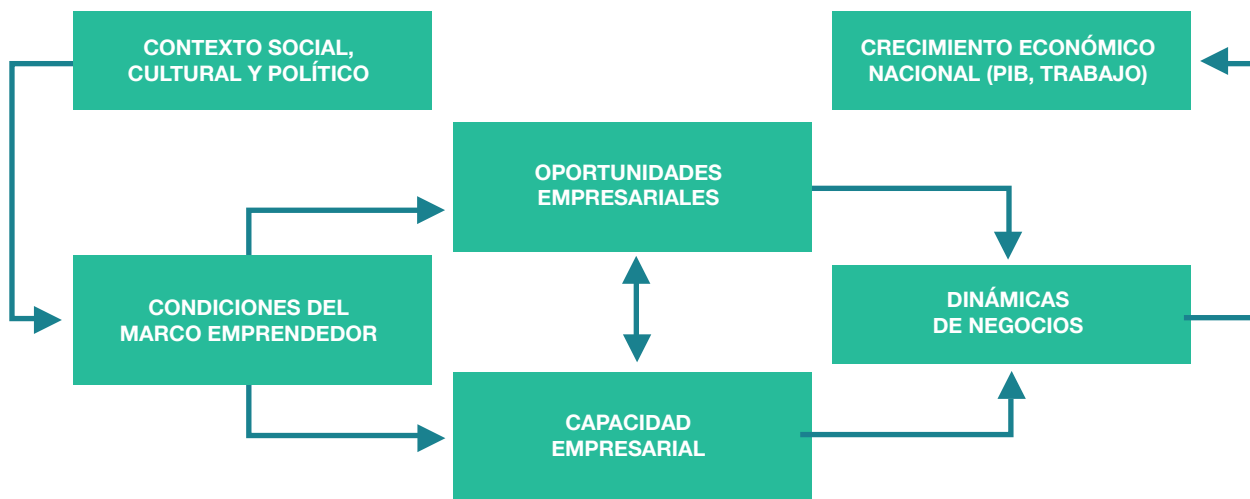 CONTEXTO SOCIAL,
CULTURAL Y POLÍTICO
CRECIMIENTO ECONÓMICO
NACIONAL (PIB, TRABAJO)
OPORTUNIDADES
EMPRESARIALES
CONDICIONES DEL
MARCO EMPRENDEDOR
DINÁMICAS
DE NEGOCIOS
CAPACIDAD
EMPRESARIAL